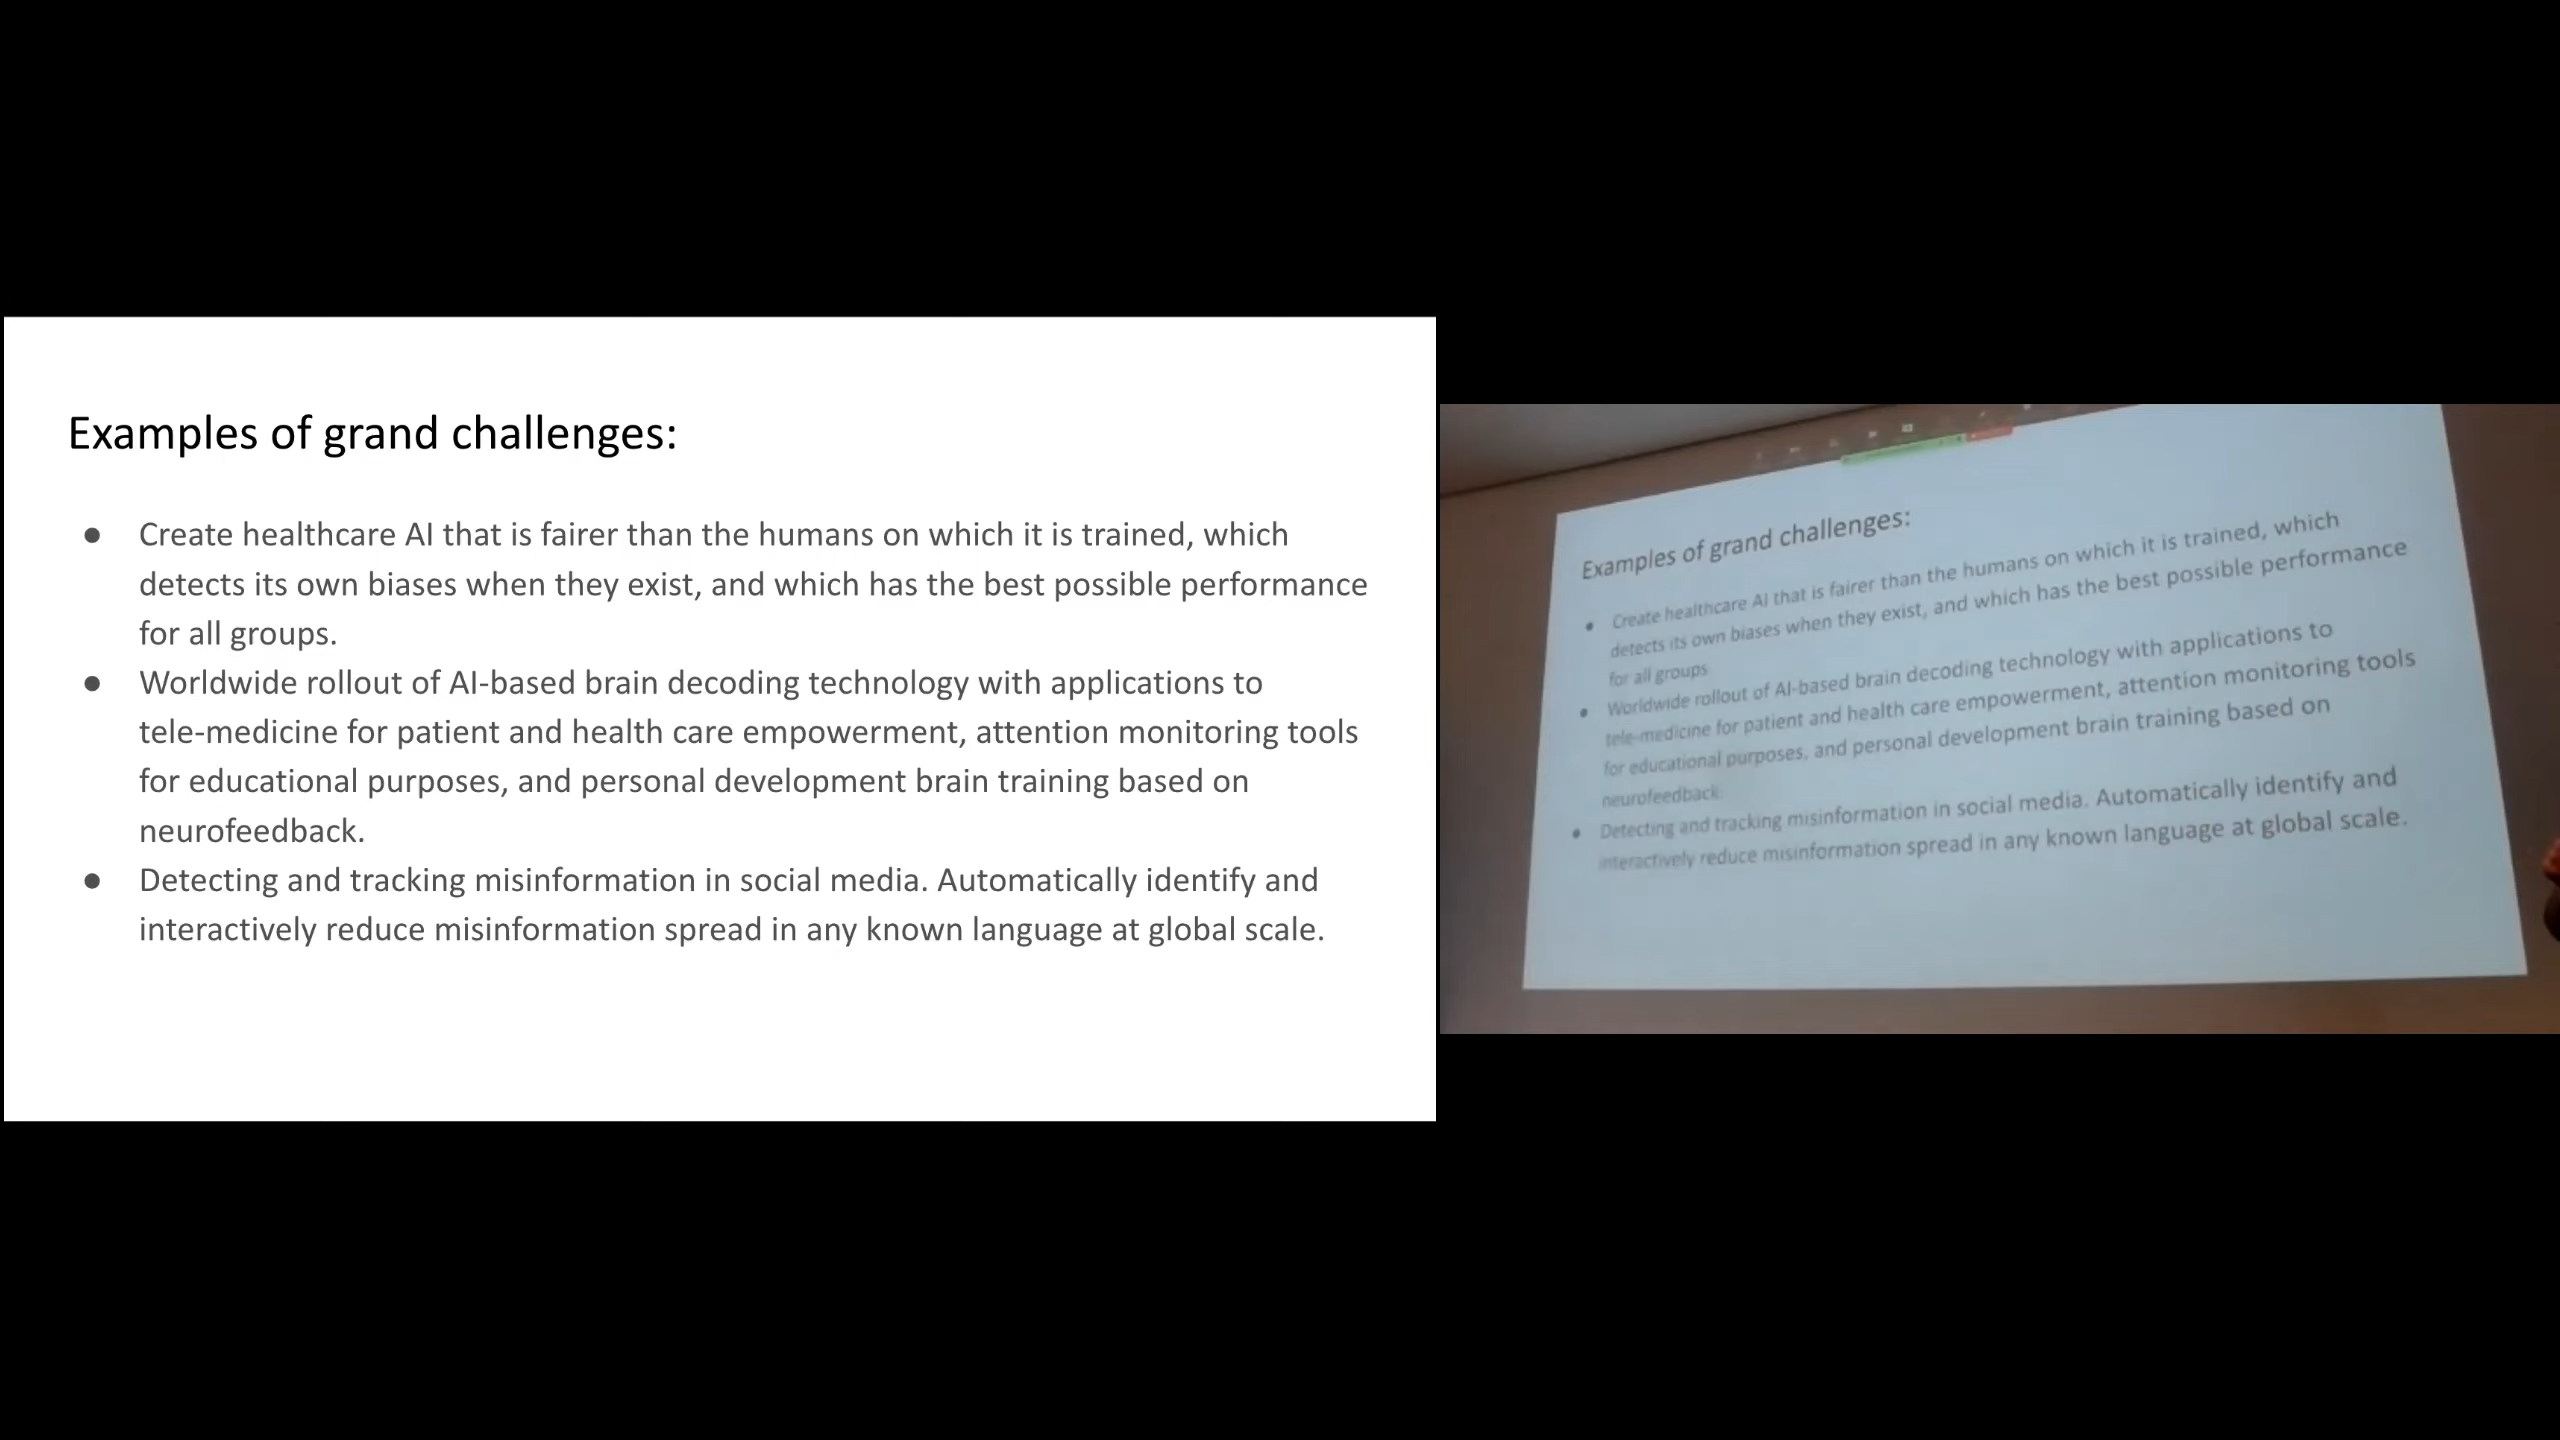 Examples of grand challenges:
● Create healthcare AI that is fairer than the humans on which it is trained, which
detects its own biases when they exist, and which has the best possible performance
for all groups.
● Worldwide rollout of AI-based brain decoding technology with applications to
tele-medicine for patient and health care empowerment, attention monitoring tools
for educational purposes, and personal development brain training based on
neurofeedback.
● Detecting and tracking misinformation in social media. Automatically identify and
interactively reduce misinformation spread in any known language at global scale.
Examples of grand challenges:
● Create healthcare AI that is fairer than the humans on which it is trained, which
detects its own biases when they exist, and which has the best possible performance
for all groups
● Worldwide rollout of AI-based brain decoding technology with applications to
tele-medicine for patient and health care empowerment, attention monitoring tools
for educational purposes, and personal development brain training based on
neurofeedback.
● Detecting and tracking misinformation in social media. Automatically identify and
interactively reduce misinformation spread in any known language at global scale.